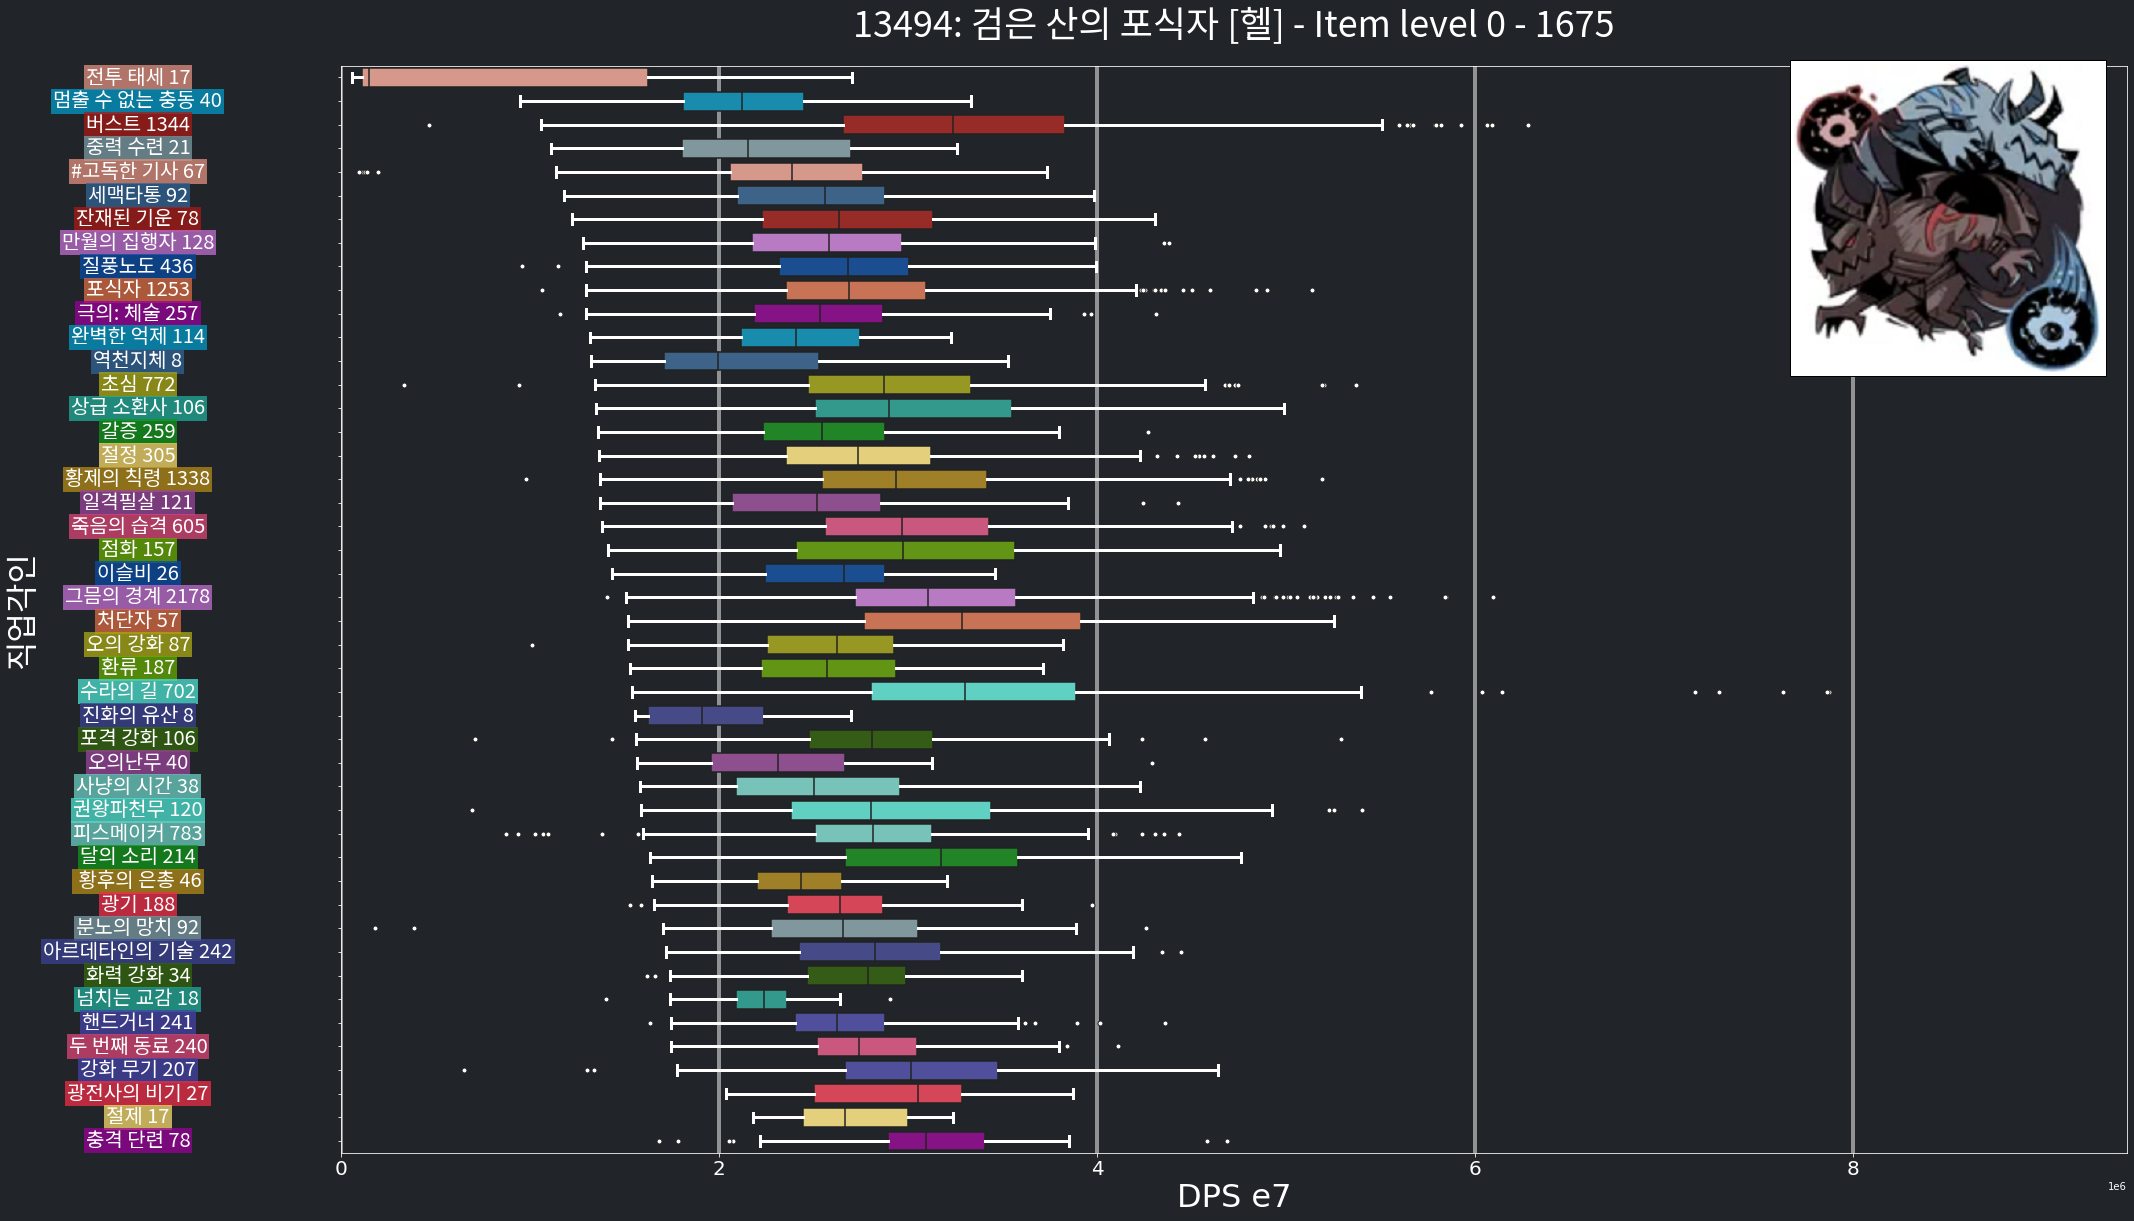 13494: 검은 산의 포식자 [헬] - Item level 0 - 1675
전투 태세 17
멈출 수 없는 충동 40
버스트 1344
중력 수련 21
#고독한 기사 67
세맥타통 92
잔재된 기운 78
만월의 집행자 128
질풍노도 436
포식자 1253
극의: 체술 257
완벽한 억제 114
역천지체 8
초심 772
상급 소환사 106
갈증 259
절정 305
황제의 칙령 1338
일격필살 121
죽음의 습격 605
점화 157
이슬비 26
그믐의 경계 2178
처단자 57
오의 강화 87
환류 187
수라의 길 702
진화의 유산 8
포격 강화 106
오의난무 40
사냥의 시간 38
권왕파천무 120
피스메이커 783
달의 소리 214
황후의 은총 46
광기 188
분노의 망치 92
아르데타인의 기술 242
화력 강화 34
넘치는 교감 18
핸드거너 241
두 번째 동료 240
강화 무기 207
광전사의 비기 27
절제 17
충격 단련 78
직업각인
0 2 4 6 8
DPS e7
1e6